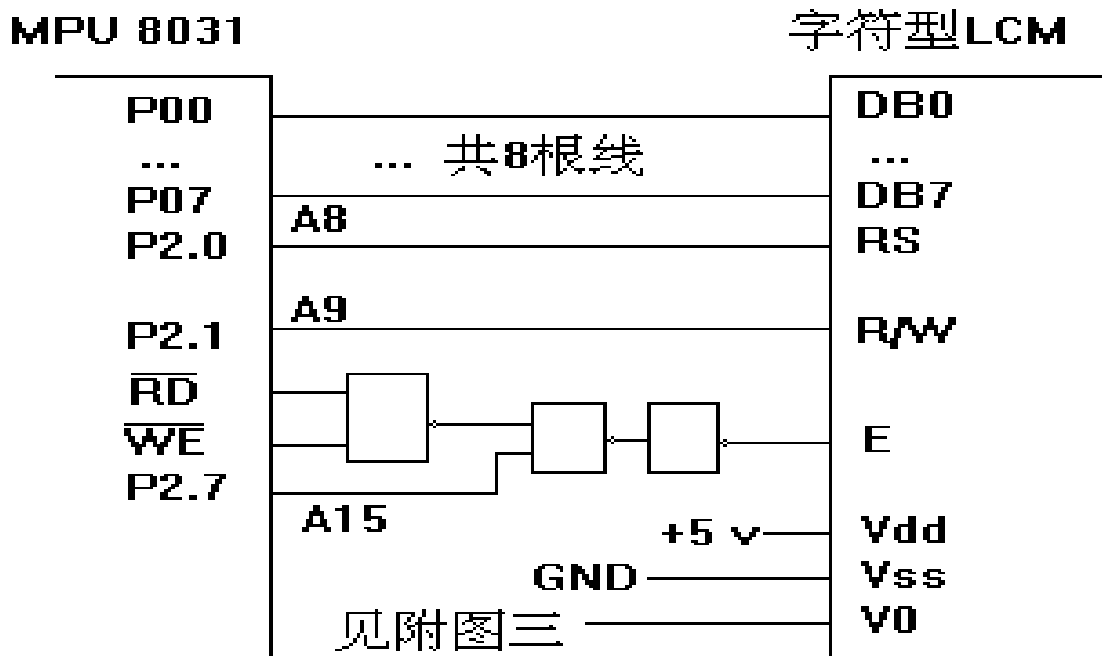 MPU 8031 字符型LCM
P00 DB0
... ... 共8根线 ...
P07 A8 DB7
P2.0 RS
A9
P2.1 R/W
RD
WE E
P2.7
A15 +5 v Vdd
GND Vss
见附图三 V0